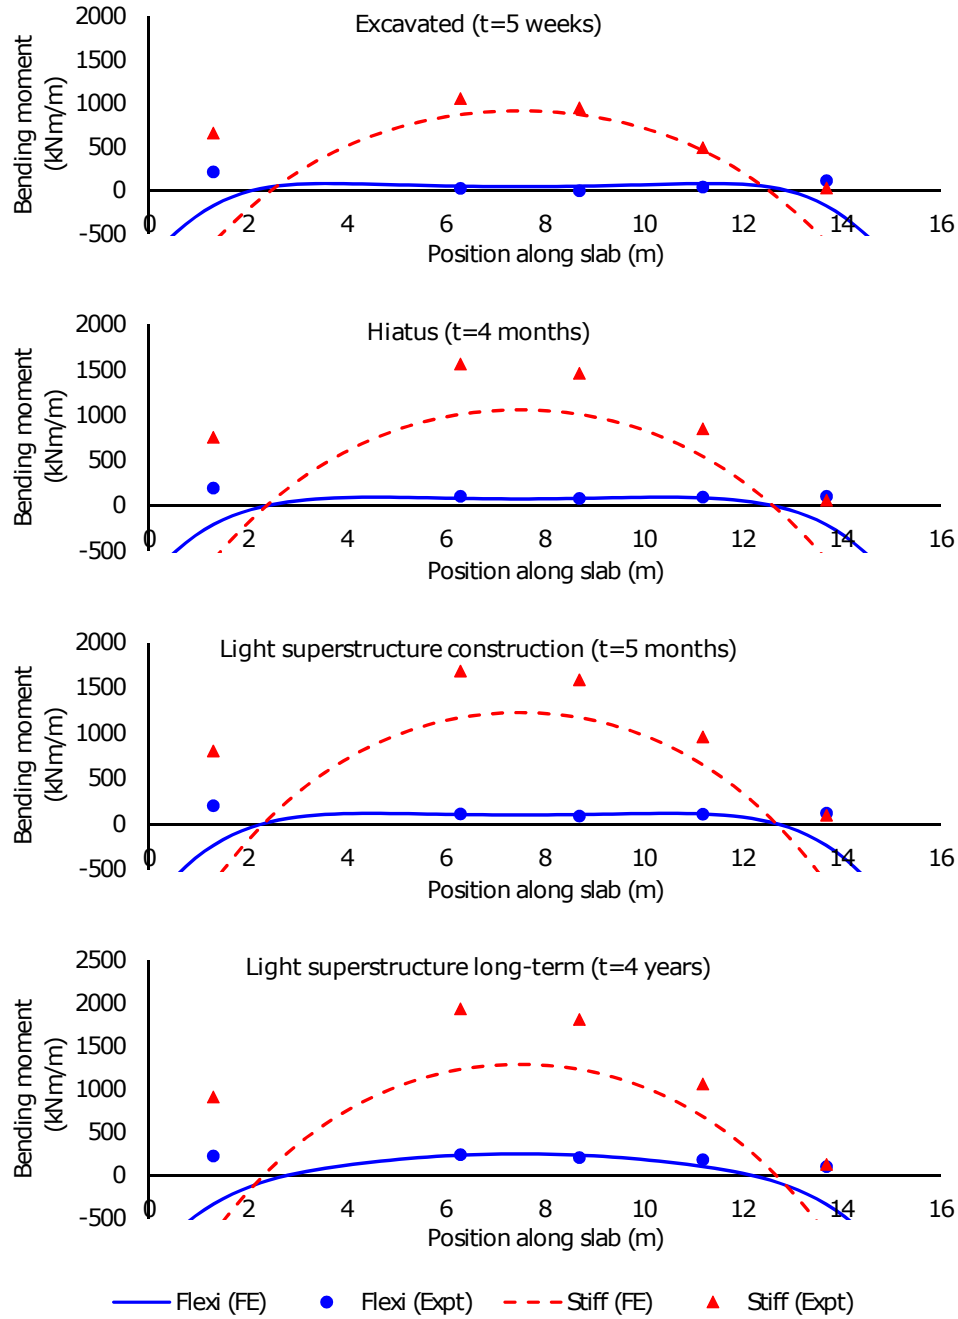 Excavated (t=5 weeks)
Bending moment
(kNm/m)
2000
1500
1000
500
0
-500
0 2 4 6 8 10 12 14 16
Position along slab (m)
Hiatus (t=4 months)
Bending moment
(kNm/m)
2000
1500
1000
500
0
-500
0 2 4 6 8 10 12 14 16
Position along slab (m)
Light superstructure construction (t=5 months)
Bending moment
(kNm/m)
2000
1500
1000
500
0
-500
0 2 4 6 8 10 12 14 16
Position along slab (m)
Light superstructure long-term (t=4 years)
Bending moment
(kNm/m)
2500
2000
1500
1000
500
0
-500
0 2 4 6 8 10 12 14 16
Position along slab (m)
Flexi (FE) Flexi (Expt) Stiff (FE) Stiff (Expt)